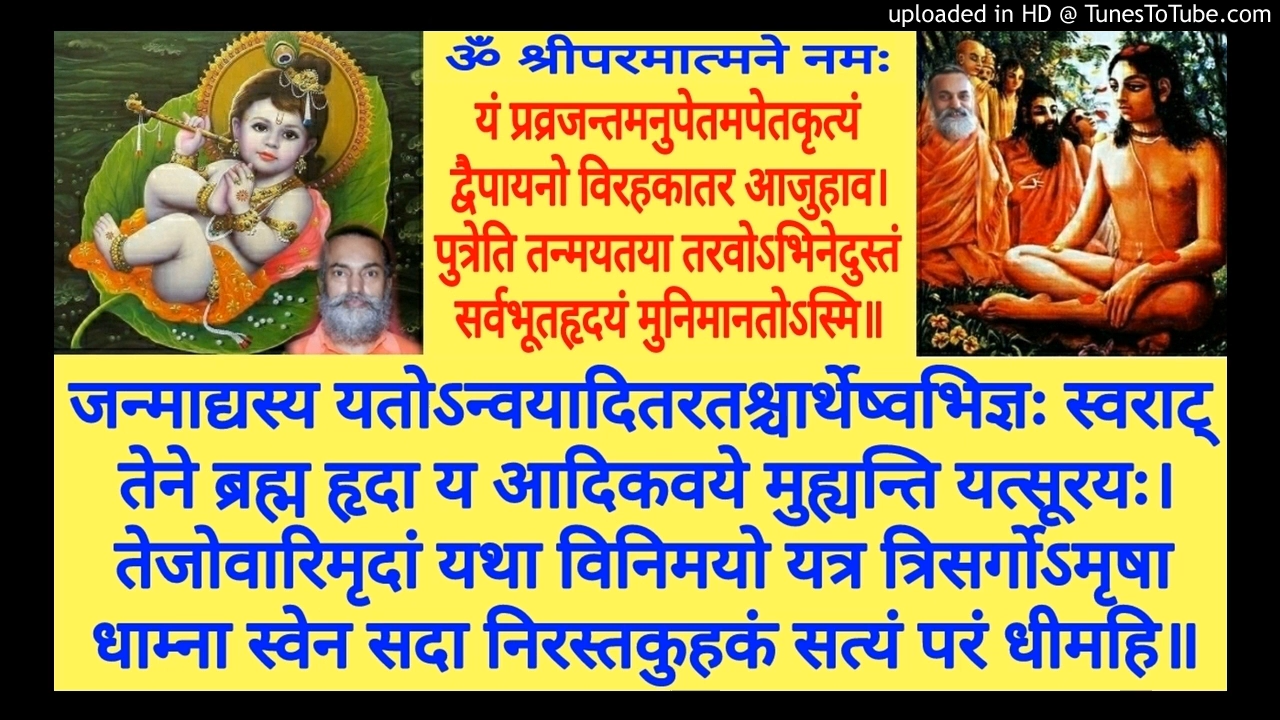 uploaded in HD @ TunesToTube.com
ॐ श्रीपरमात्मने नमः
यं प्रव्रजन्तमनुपेतमपेतकृत्यं
द्वैपायनो विरहकातर आजुहाव।
पुत्रेति तन्मयतया तरवोऽभिनेदुस्तं
सर्वभूतहृदयं मुनिमानतोऽस्मि॥
जन्माद्यस्य यतोऽन्वयादितरतश्चार्थेष्वभिज्ञः स्वराट्
तेने ब्रह्म हृदा य आदिकवये मुह्यन्ति यत्सूरयः।
तेजोवारिमृदां यथा विनिमयो यत्र त्रिसर्गोऽमृषा
धाम्ना स्वेन सदा निरस्तकुहकं सत्यं परं धीमहि॥